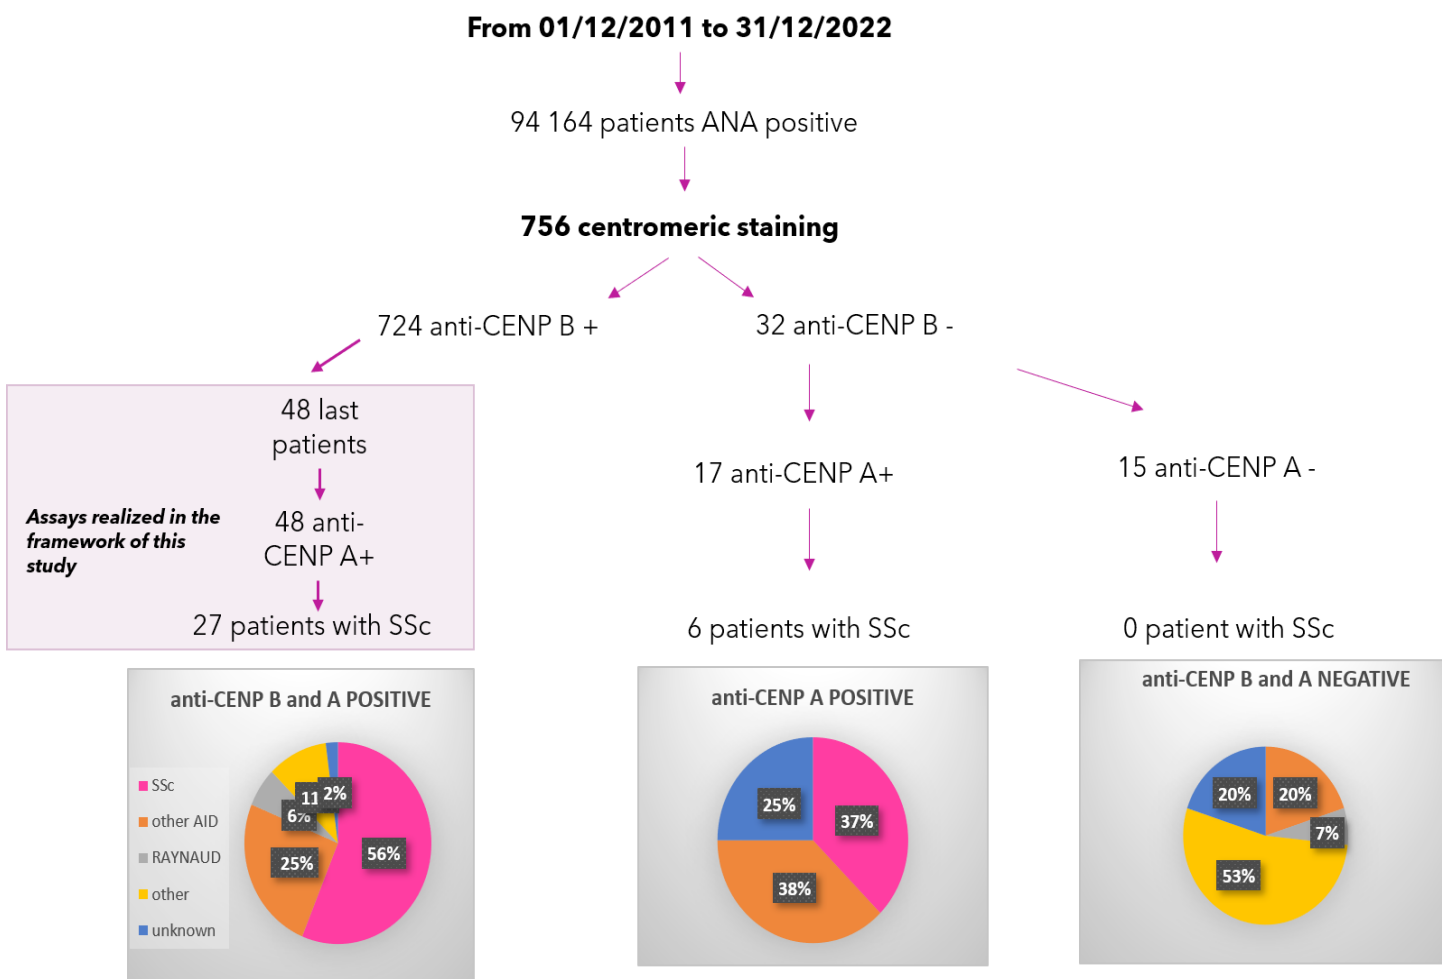 From 01/12/2011 to 31/12/2022
94 164 patients ANA positive
756 centromeric staining
724 anti-CENP B +
32 anti-CENP B -
48 last
patients
48 anti-
CENP A+
27 patients with SSc
Assays realized in the
framework of this
study
17 anti-CENP A+
6 patients with SSc
15 anti-CENP A -
0 patient with SSc
anti-CENP B and A POSITIVE
SSc
other AID
RAYNAUD
other
unknown
56%
25%
6%
11
2%
anti-CENP A POSITIVE
37%
38%
25%
anti-CENP B and A NEGATIVE
20%
7%
53%
20%